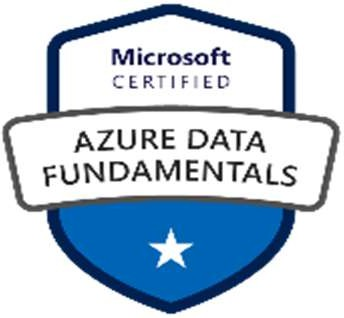 Microsoft
CERTIFIED
AZURE DATA
FUNDAMENTALS